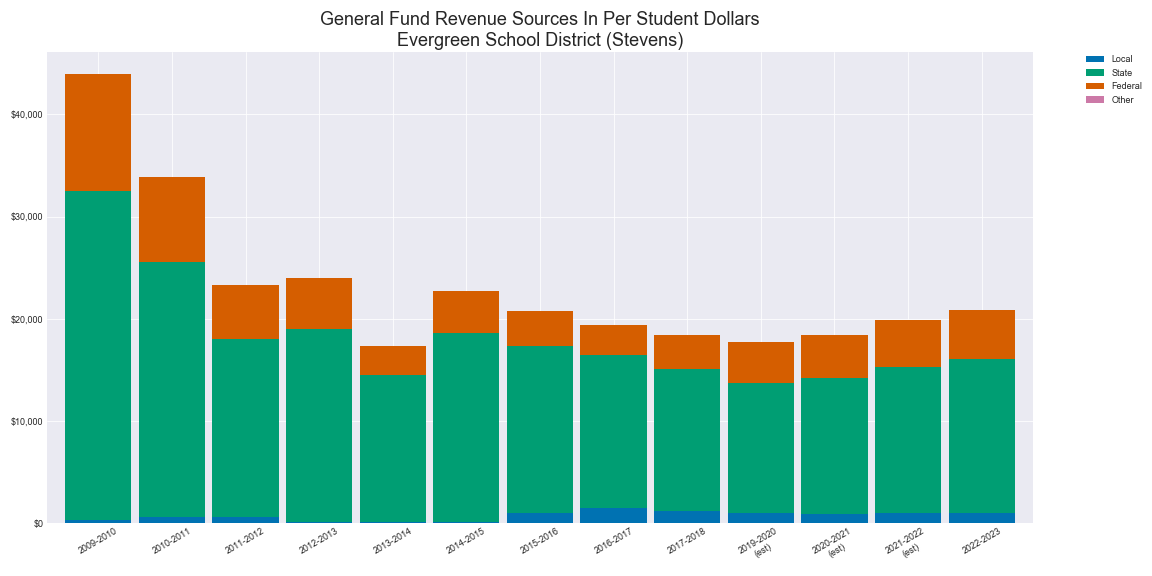 General Fund Revenue Sources In Per Student Dollars
Evergreen School District (Stevens)
Local
State
Federal
Other
$40,000
$30,000
$20,000
$10,000
$0
2009-2010
2010-2011
2011-2012
2012-2013
2013-2014
2014-2015
2015-2016
2016-2017
2017-2018
2019-2020
(est)
2020-2021
(est)
2021-2022
(est)
2022-2023